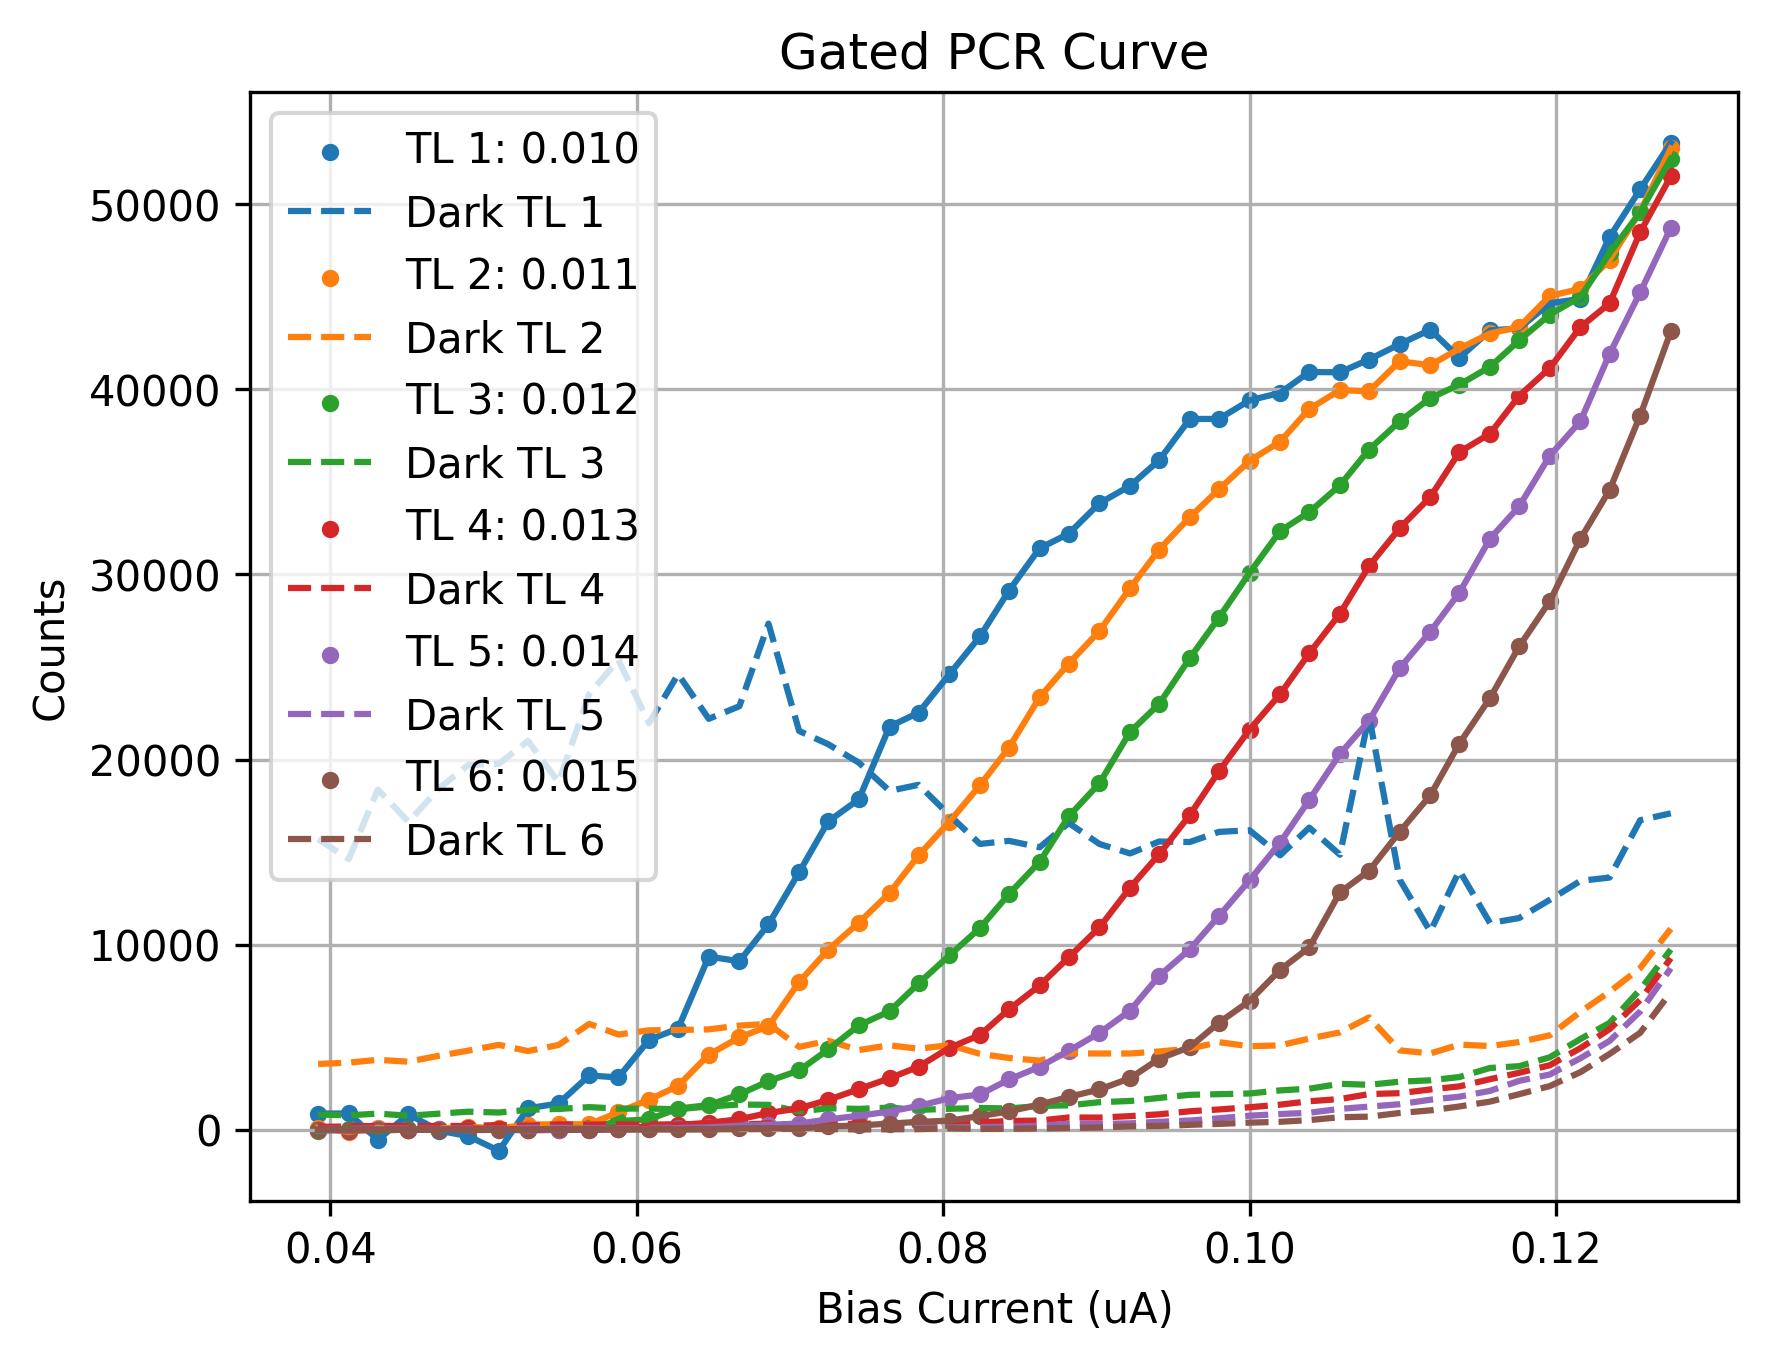 Gated PCR Curve
TL 1: 0.010
Dark TL 1
TL 2: 0.011
Dark TL 2
TL 3: 0.012
Dark TL 3
TL 4: 0.013
Dark TL 4
TL 5: 0.014
Dark TL 5
TL 6: 0.015
Dark TL 6
Counts
50000
40000
30000
20000
10000
0
0.04 0.06 0.08 0.10 0.12
Bias Current (uA)